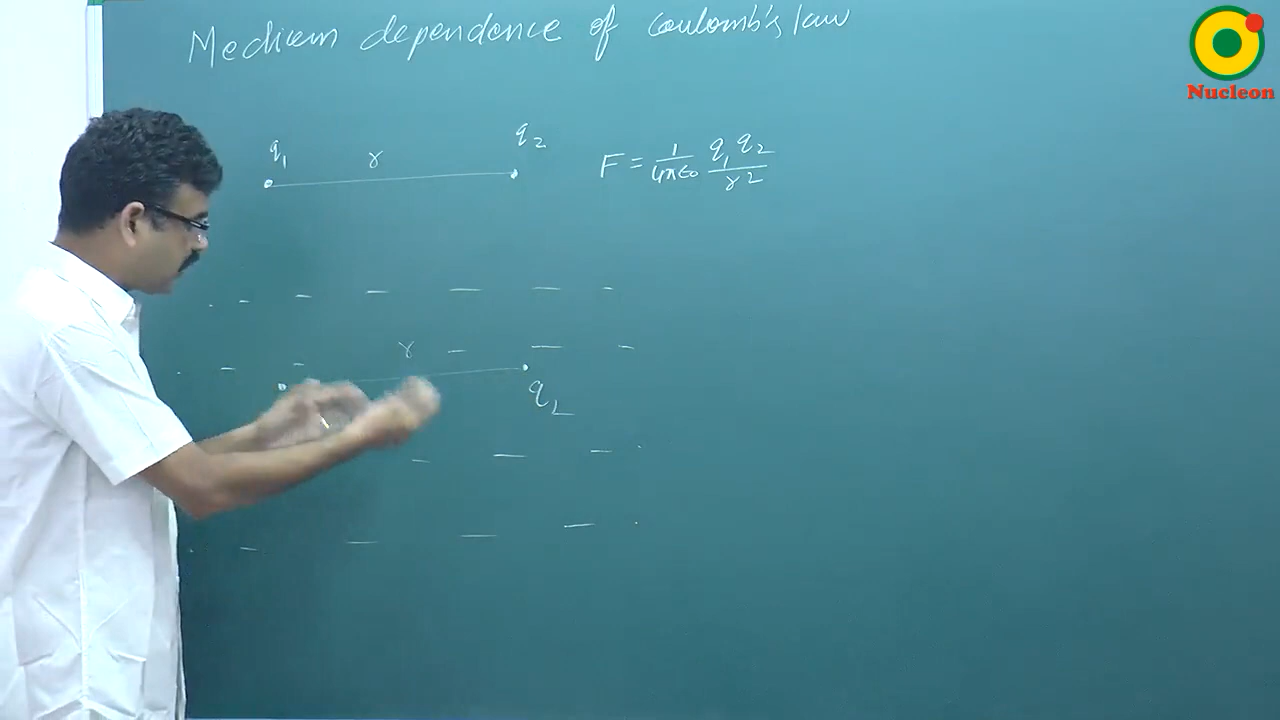 Medium dependence of coulomb's law
Nucleon
q₁ r q₂
F = 1/4πε₀ q₁q₂/r²
r
q₂